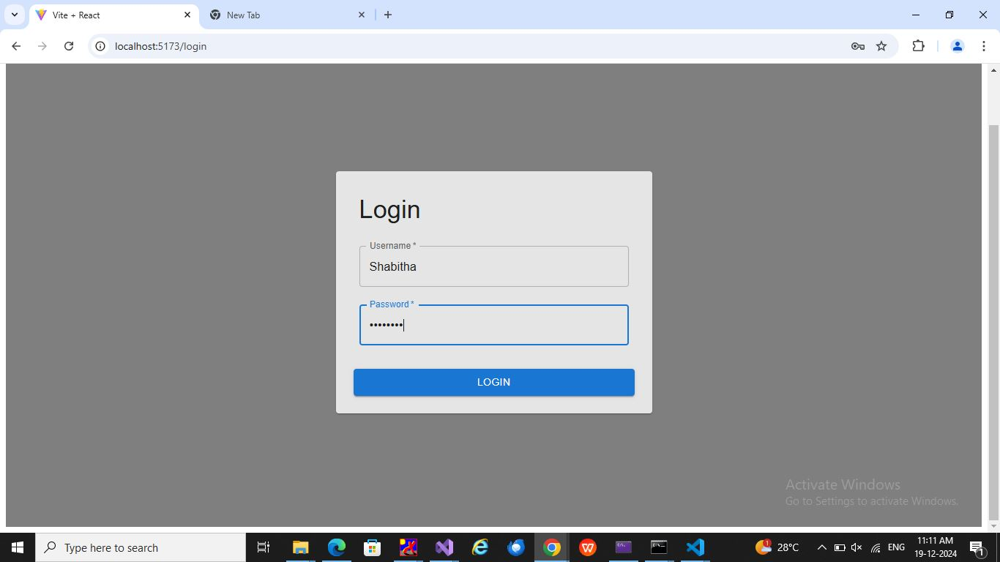 Vite + React
New Tab
localhost:5173/login
Login
Username *
Shabitha
Password *
••••••••
LOGIN
Activate Windows
Go to Settings to activate Windows.
Type here to search
28°C
ENG
11:11 AM
19-12-2024